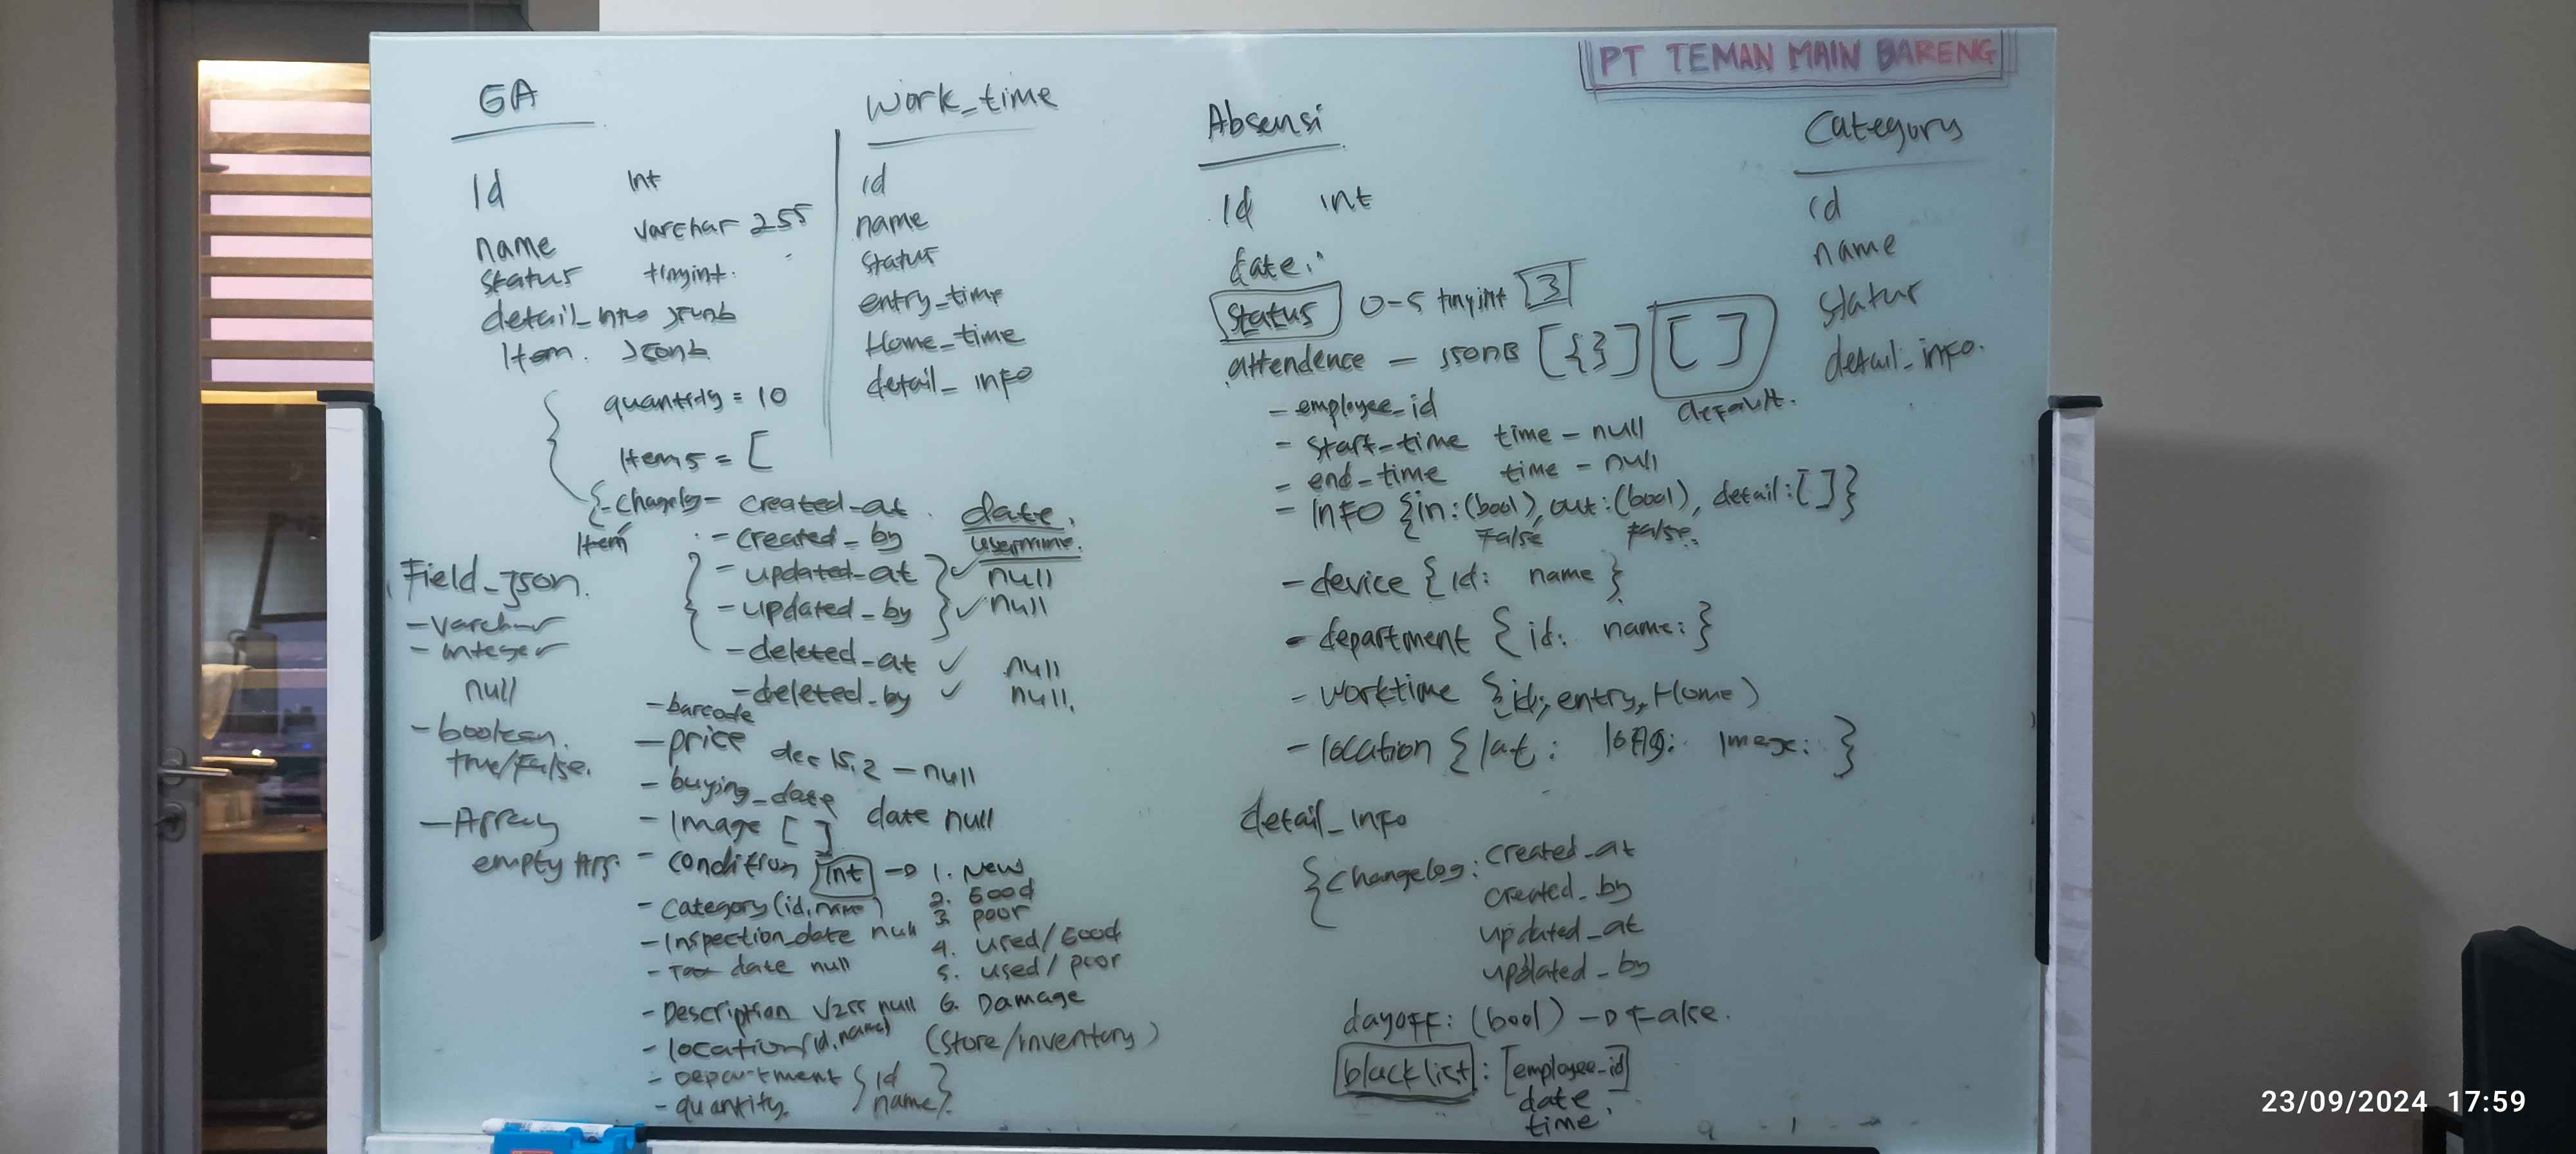 PT TEMAN MAIN BARENG
GA
Id int
name varchar 255
status tinyint
detail_info jsonb
Item jsonb
{ quantity = 10
Items = [
{ - changelog - created_at date
Item - created_by username
- updated_at } ✓ null
- updated_by } ✓ null
- deleted_at ✓ null
- deleted_by ✓ null
- barcode
- price dec 15,2 - null
- buying_date date null
- Image [ ]
- condition int → 1. New
2. Good
3. poor
4. used/Good
5. used/poor
6. Damage
- category (id, name)
- Inspection_date null
- date null
- Description V255 null
- location (id, name) (store/inventory)
- Department { id
name }
- quantity
Field_json
- varchar
- integer
null
- boolean
true/False
- Array
empty Arr
work_time
id
name
status
entry_time
Home_time
detail_info
Absensi
Id int
date
status 0-5 tinyint 3
attendence - jsonB [{}] [ ]
default
- employee_id
- start_time time - null
- end_time time - null
- INFO {in:(bool), out:(bool), detail:[]}
False False
- device {id: name}
- department {id: name:}
- worktime {id, entry, Home)
- location {lat: long: Image: }
detail_info
{ changelog: created_at
created_by
updated_at
updated_by
dayoff: (bool) → False
blacklist : [employee_id]
date
time
Category
id
name
status
detail_info
23/09/2024 17:59